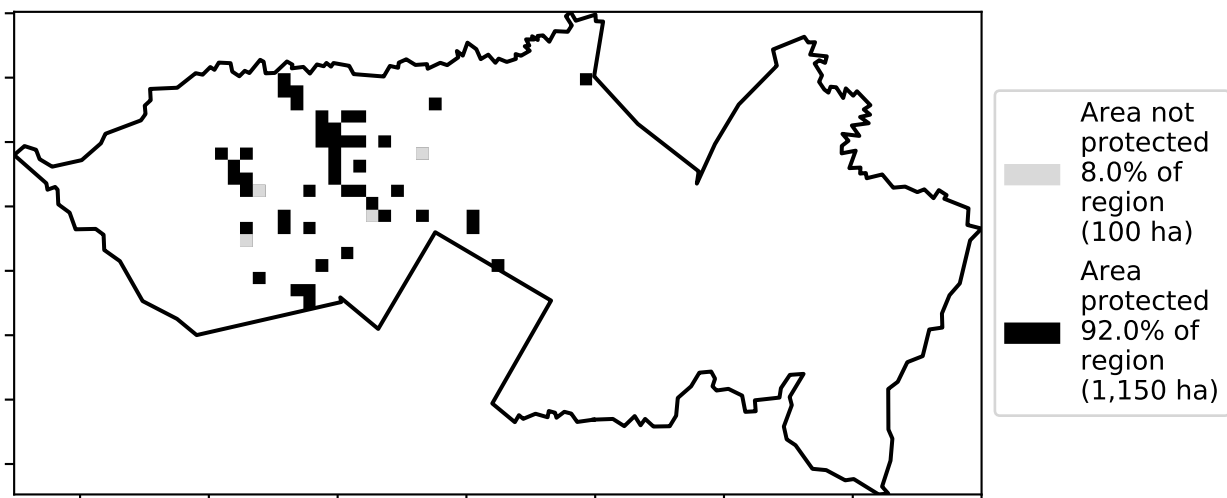 Area not
protected
8.0% of
region
(100 ha)
Area
protected
92.0% of
region
(1,150 ha)